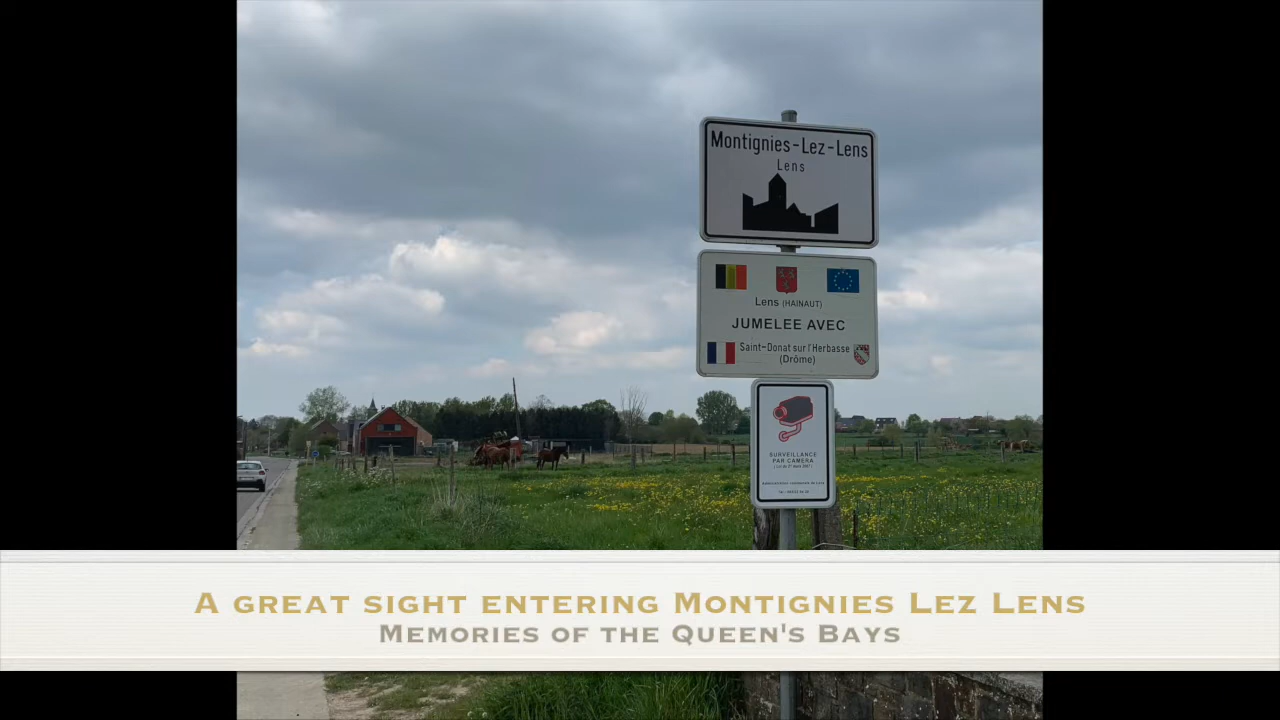 Montignies-Lez-Lens
Lens
Lens (HAINAUT)
JUMELEE AVEC
Saint-Donat sur l'Herbasse
(Drôme)
SURVEILLANCE
PAR CAMERA
A GREAT SIGHT ENTERING MONTIGNIES LEZ LENS
MEMORIES OF THE QUEEN'S BAYS